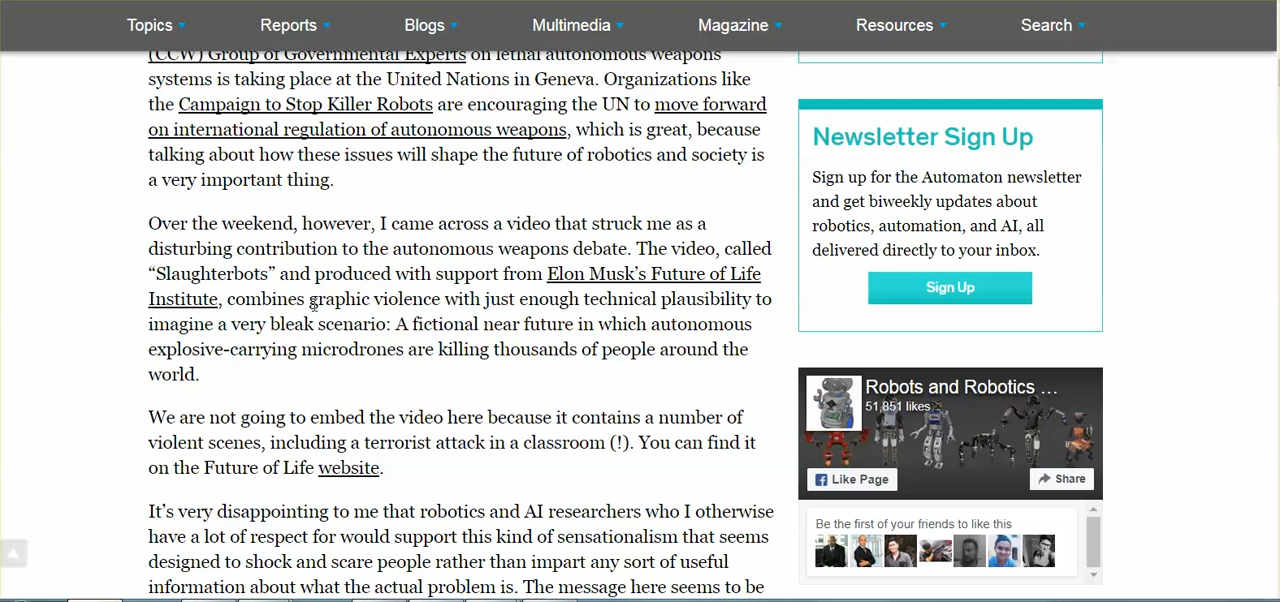 Topics
Reports
Blogs
Multimedia
Magazine
Resources
Search
(CCW) Group of Governmental Experts on lethal autonomous weapons
systems is taking place at the United Nations in Geneva. Organizations like
the Campaign to Stop Killer Robots are encouraging the UN to move forward
on international regulation of autonomous weapons, which is great, because
talking about how these issues will shape the future of robotics and society is
a very important thing.
Over the weekend, however, I came across a video that struck me as a
disturbing contribution to the autonomous weapons debate. The video, called
“Slaughterbots” and produced with support from Elon Musk’s Future of Life
Institute, combines graphic violence with just enough technical plausibility to
imagine a very bleak scenario: A fictional near future in which autonomous
explosive-carrying microdrones are killing thousands of people around the
world.
We are not going to embed the video here because it contains a number of
violent scenes, including a terrorist attack in a classroom (!). You can find it
on the Future of Life website.
It’s very disappointing to me that robotics and AI researchers who I otherwise
have a lot of respect for would support this kind of sensationalism that seems
designed to shock and scare people rather than impart any sort of useful
information about what the actual problem is. The message here seems to be
Newsletter Sign Up
Sign up for the Automaton newsletter
and get biweekly updates about
robotics, automation, and AI, all
delivered directly to your inbox.
Sign Up
Robots and Robotics ...
51,851 likes
Like Page
Share
Be the first of your friends to like this